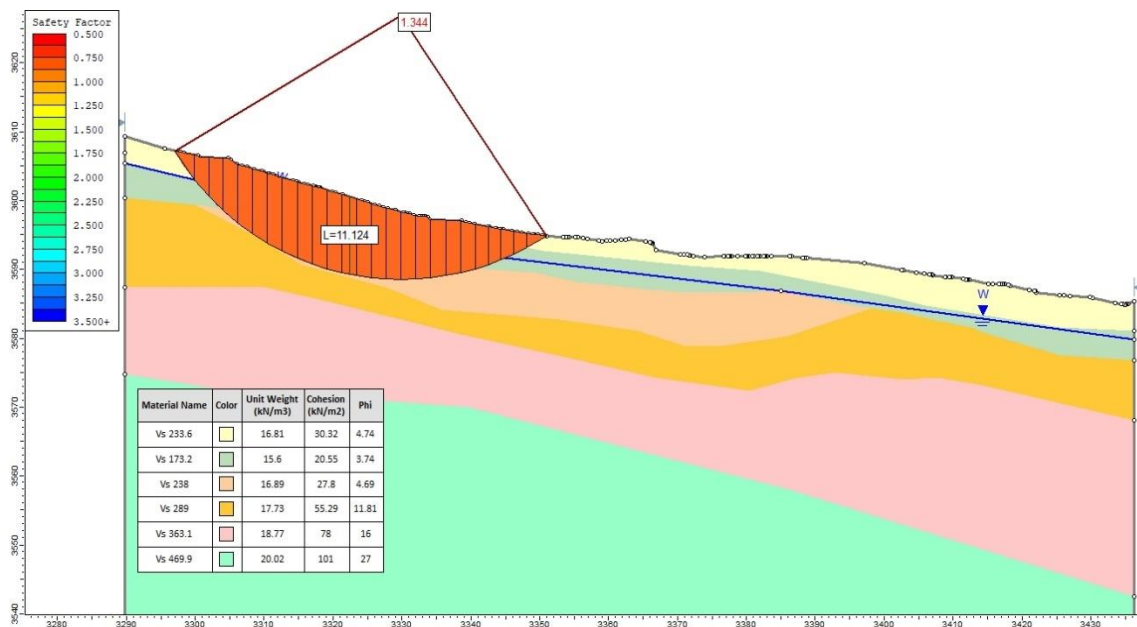 Safety Factor
0.500
0.750
1.000
1.250
1.500
1.750
2.000
2.250
2.500
2.750
3.000
3.250
3.500+
1.344
W
L=11.124
W
Material Name Color Unit Weight (kN/m3) Cohesion (kN/m2) Phi
Vs 233.6 16.81 30.32 4.74
Vs 173.2 15.6 20.55 3.74
Vs 238 16.89 27.8 4.69
Vs 289 17.73 55.29 11.81
Vs 363.1 18.77 78 16
Vs 469.9 20.02 101 27
3620
3610
3600
3590
3580
3570
3560
3550
3540
3280 3290 3300 3310 3320 3330 3340 3350 3360 3370 3380 3390 3400 3410 3420 3430